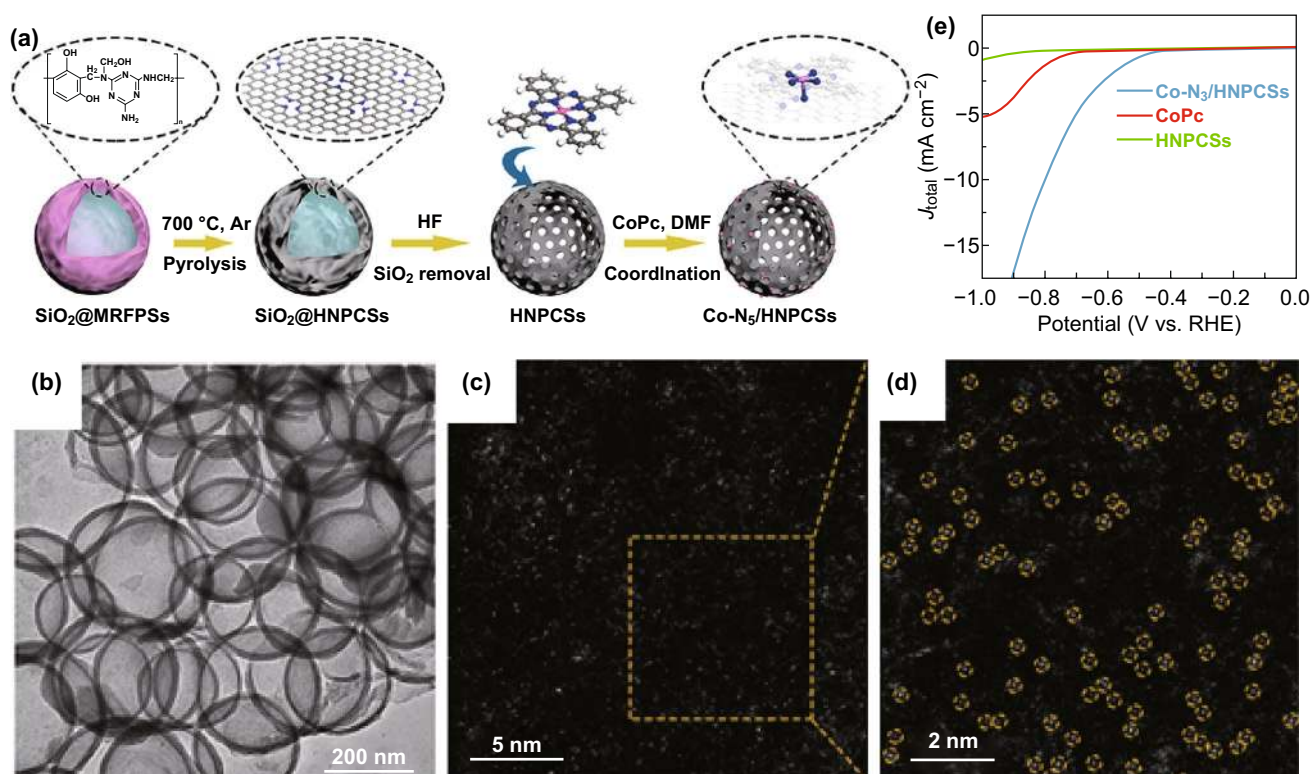 (a)
OH
OH
CH₂OH
H₂
C
N
N
N
N
NHCH₂
NH₂
n
700 °C, Ar
Pyrolysis
HF
SiO₂ removal
CoPc, DMF
CoordInation
SiO₂@MRFPSs
SiO₂@HNPCSs
HNPCSs
Co-N₅/HNPCSs
(e)
0
−5
−10
−15
J_total (mA cm⁻²)
Co-N₃/HNPCSs
CoPc
HNPCSs
−1.0 −0.8 −0.6 −0.4 −0.2 0.0
Potential (V vs. RHE)
(b)
200 nm
(c)
5 nm
(d)
2 nm